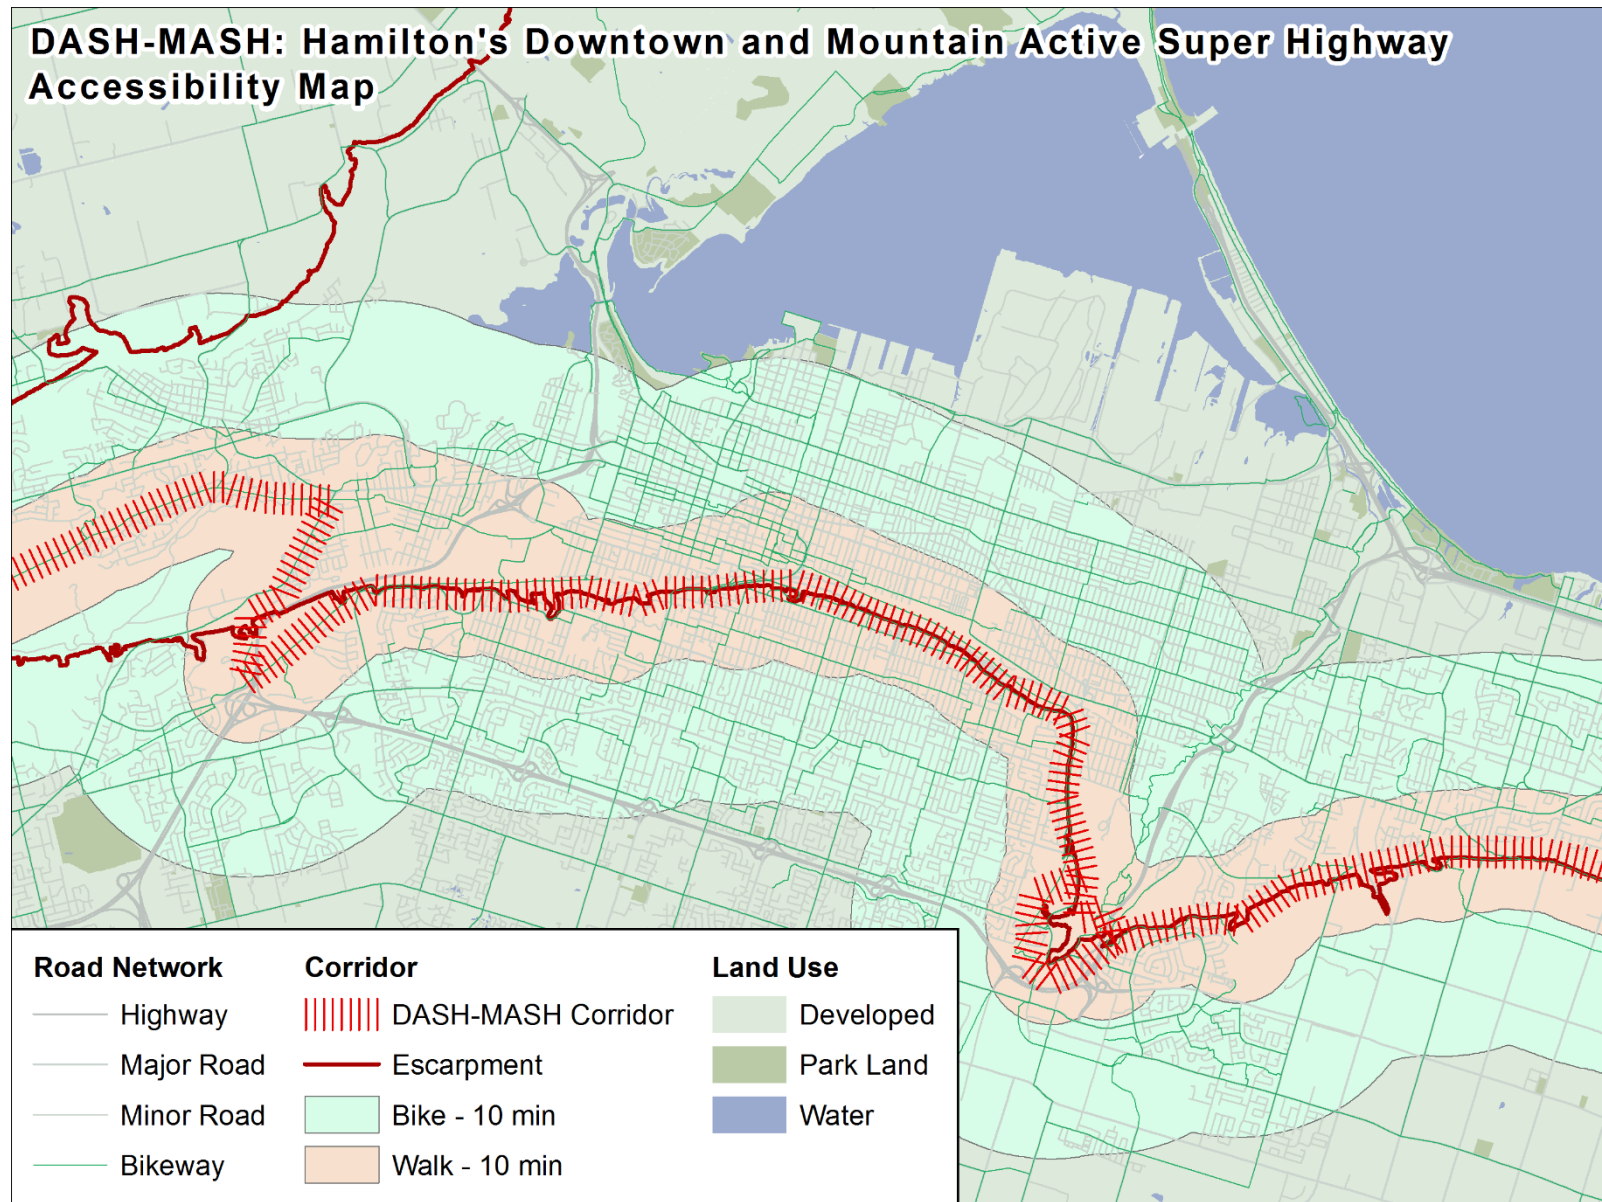 DASH-MASH: Hamilton's Downtown and Mountain Active Super Highway
Accessibility Map
Road Network
Highway
Major Road
Minor Road
Bikeway
Corridor
DASH-MASH Corridor
Escarpment
Bike - 10 min
Walk - 10 min
Land Use
Developed
Park Land
Water